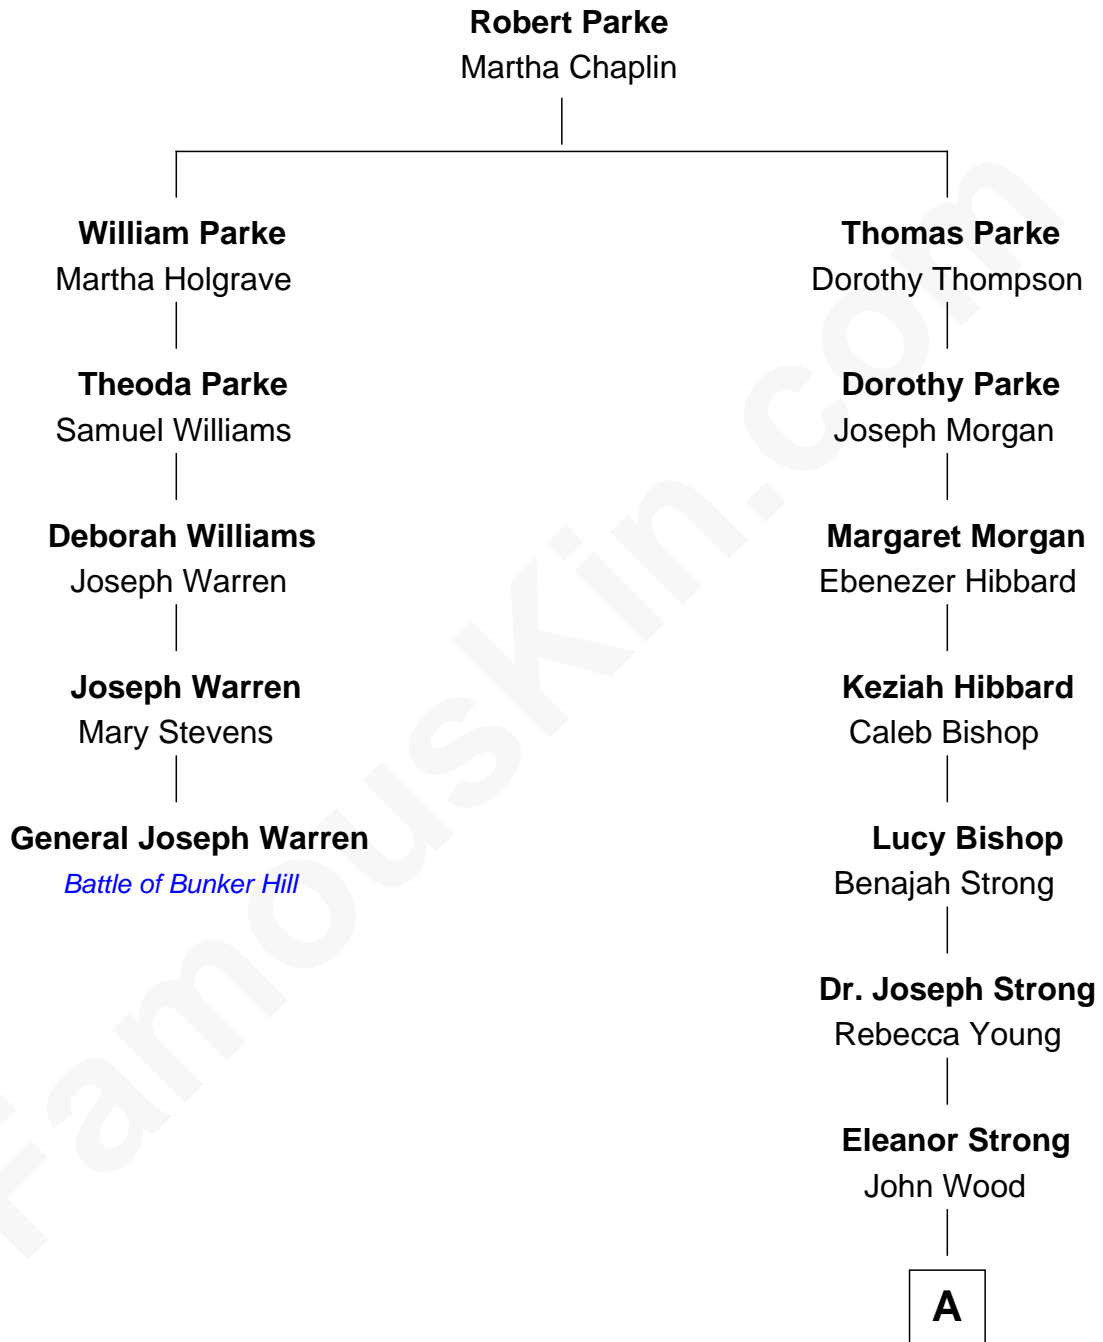 Robert Parke
Martha Chaplin
William Parke
Martha Holgrave
Theoda Parke
Samuel Williams
Deborah Williams
Joseph Warren
Joseph Warren
Mary Stevens
General Joseph Warren
Battle of Bunker Hill
Thomas Parke
Dorothy Thompson
Dorothy Parke
Joseph Morgan
Margaret Morgan
Ebenezer Hibbard
Keziah Hibbard
Caleb Bishop
Lucy Bishop
Benajah Strong
Dr. Joseph Strong
Rebecca Young
Eleanor Strong
John Wood
A
FamousKin.com